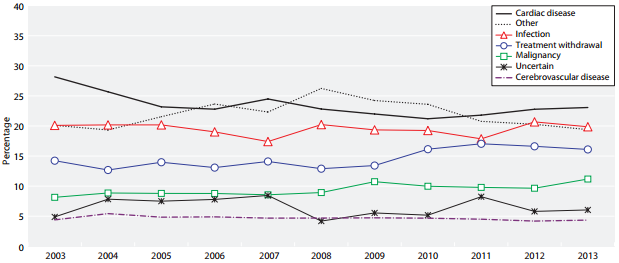 40
35
30
25
20
15
10
5
0
Percentage
Cardiac disease
Other
Infection
Treatment withdrawal
Malignancy
Uncertain
Cerebrovascular disease
2003 2004 2005 2006 2007 2008 2009 2010 2011 2012 2013